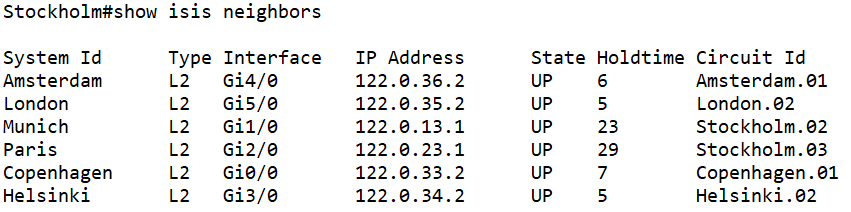 Stockholm#show isis neighbors
System Id Type Interface IP Address State Holdtime Circuit Id
Amsterdam L2 Gi4/0 122.0.36.2 UP 6 Amsterdam.01
London L2 Gi5/0 122.0.35.2 UP 5 London.02
Munich L2 Gi1/0 122.0.13.1 UP 23 Stockholm.02
Paris L2 Gi2/0 122.0.23.1 UP 29 Stockholm.03
Copenhagen L2 Gi0/0 122.0.33.2 UP 7 Copenhagen.01
Helsinki L2 Gi3/0 122.0.34.2 UP 5 Helsinki.02